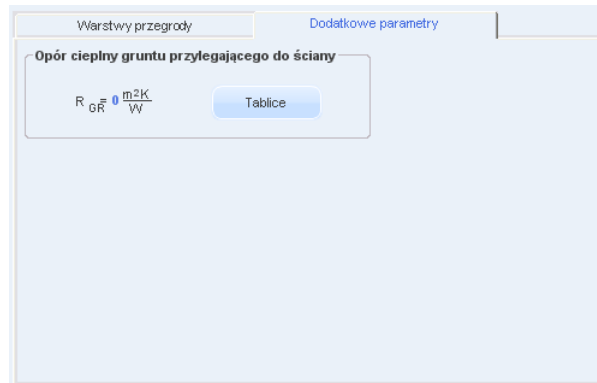 Warstwy przegrody Dodatkowe parametry
Opór cieplny gruntu przylegającego do ściany
R GR = 0 m²K/W Tablice